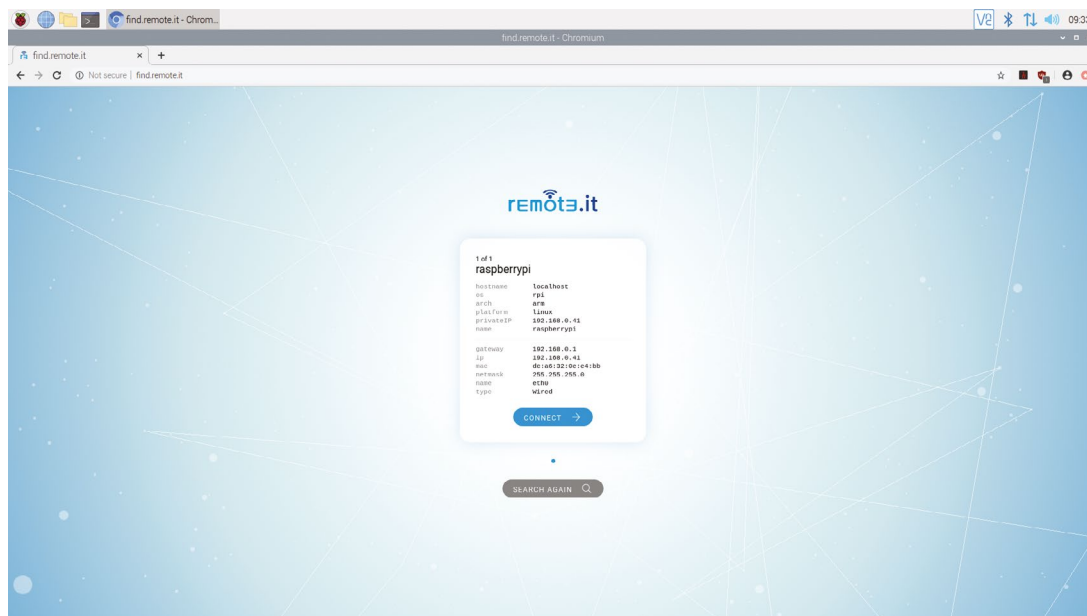 find.remote.it - Chrom...
V2
09:33
find.remote.it - Chromium
find.remote.it × +
Not secure | find.remote.it
remote.it
1 of 1
raspberrypi
hostname localhost
os rpi
arch arm
platform linux
privateIP 192.168.0.41
name raspberrypi
gateway 192.168.0.1
ip 192.168.0.41
mac dc:a6:32:0c:e4:bb
netmask 255.255.255.0
name eth0
type Wired
CONNECT →
SEARCH AGAIN